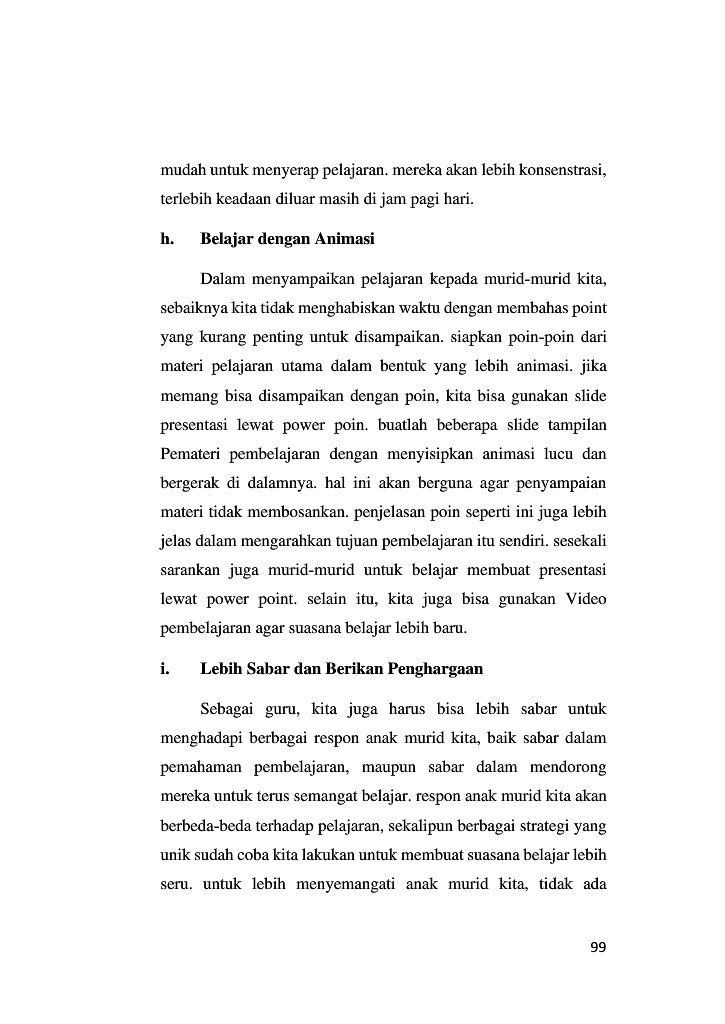 mudah untuk menyerap pelajaran. mereka akan lebih konsenstrasi,
terlebih keadaan diluar masih di jam pagi hari.
h. Belajar dengan Animasi
Dalam menyampaikan pelajaran kepada murid-murid kita,
sebaiknya kita tidak menghabiskan waktu dengan membahas point
yang kurang penting untuk disampaikan. siapkan poin-poin dari
materi pelajaran utama dalam bentuk yang lebih animasi. jika
memang bisa disampaikan dengan poin, kita bisa gunakan slide
presentasi lewat power poin. buatlah beberapa slide tampilan
Pemateri pembelajaran dengan menyisipkan animasi lucu dan
bergerak di dalamnya. hal ini akan berguna agar penyampaian
materi tidak membosankan. penjelasan poin seperti ini juga lebih
jelas dalam mengarahkan tujuan pembelajaran itu sendiri. sesekali
sarankan juga murid-murid untuk belajar membuat presentasi
lewat power point. selain itu, kita juga bisa gunakan Video
pembelajaran agar suasana belajar lebih baru.
i. Lebih Sabar dan Berikan Penghargaan
Sebagai guru, kita juga harus bisa lebih sabar untuk
menghadapi berbagai respon anak murid kita, baik sabar dalam
pemahaman pembelajaran, maupun sabar dalam mendorong
mereka untuk terus semangat belajar. respon anak murid kita akan
berbeda-beda terhadap pelajaran, sekalipun berbagai strategi yang
unik sudah coba kita lakukan untuk membuat suasana belajar lebih
seru. untuk lebih menyemangati anak murid kita, tidak ada
99